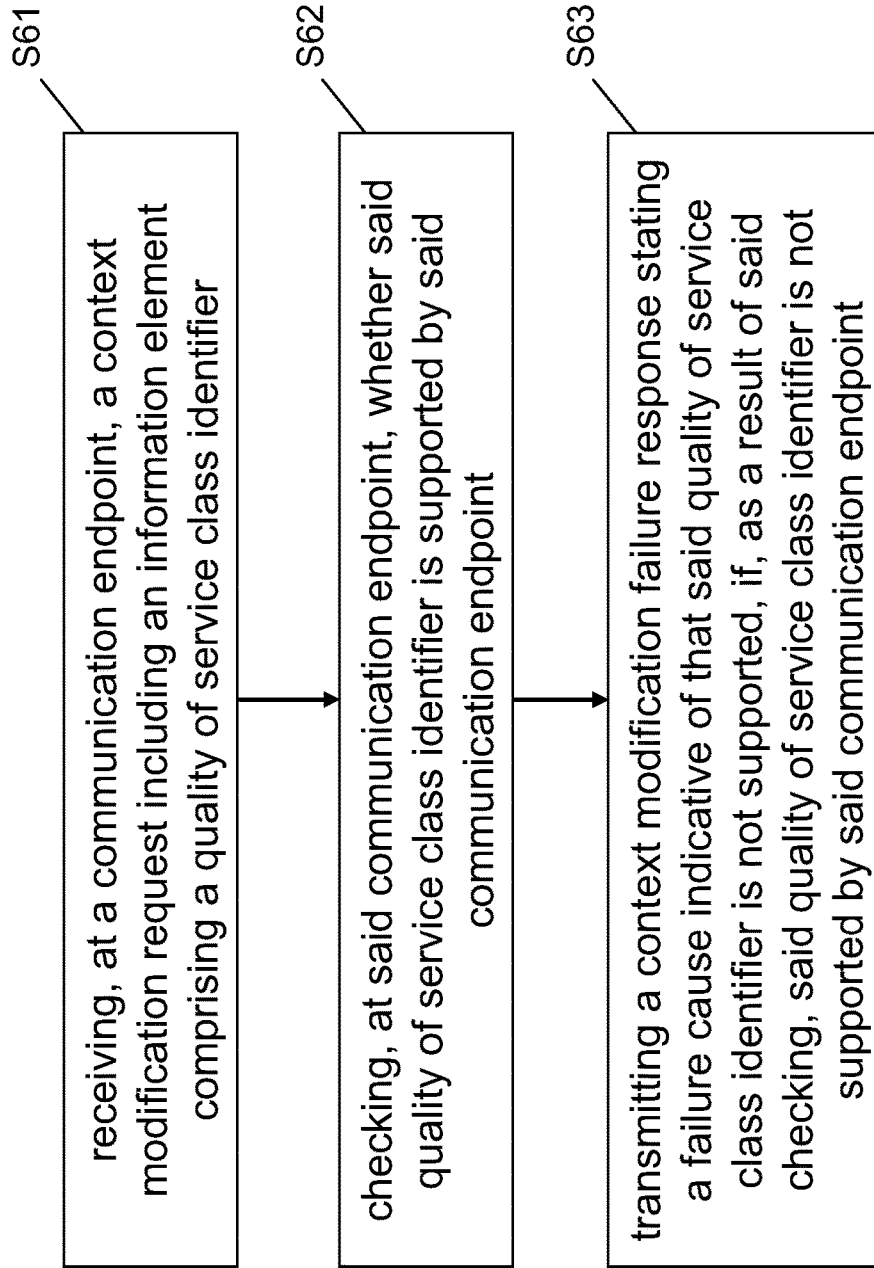 S61
receiving, at a communication endpoint, a context
modification request including an information element
comprising a quality of service class identifier
S62
checking, at said communication endpoint, whether said
quality of service class identifier is supported by said
communication endpoint
S63
transmitting a context modification failure response stating
a failure cause indicative of that said quality of service
class identifier is not supported, if, as a result of said
checking, said quality of service class identifier is not
supported by said communication endpoint